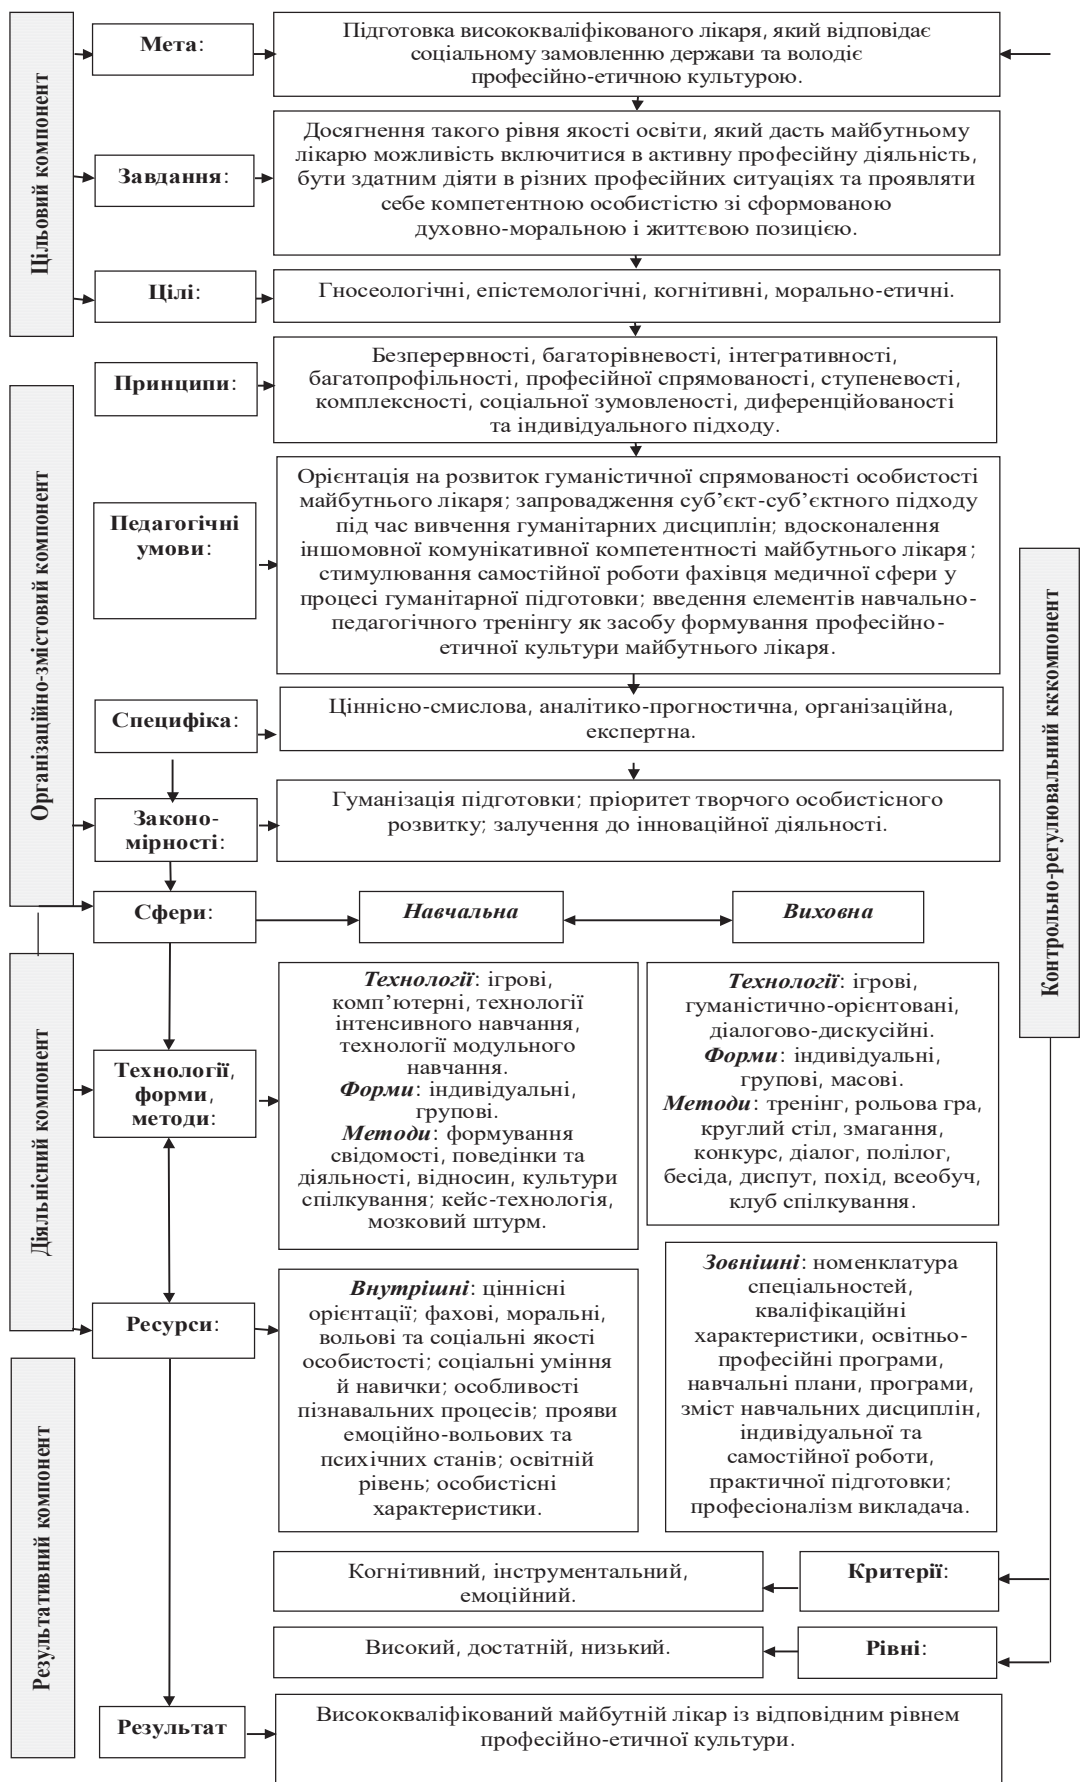 Цільовий компонент
Мета:
Підготовка висококваліфікованого лікаря, який відповідає
соціальному замовленню держави та володіє
професійно-етичною культурою.
Завдання:
Досягнення такого рівня якості освіти, який дасть майбутньому
лікарю можливість включитися в активну професійну діяльність,
бути здатним діяти в різних професійних ситуаціях та проявляти
себе компетентною особистістю зі сформованою
духовно-моральною і життєвою позицією.
Цілі:
Гносеологічні, епістемологічні, когнітивні, морально-етичні.
Організаційно-змістовий компонент
Принципи:
Безперервності, багаторівневості, інтегративності,
багатопрофільності, професійної спрямованості, ступеневості,
комплексності, соціальної зумовленості, диференційованості
та індивідуального підходу.
Педагогічні
умови:
Орієнтація на розвиток гуманістичної спрямованості особистості
майбутнього лікаря; запровадження суб’єкт-суб’єктного підходу
під час вивчення гуманітарних дисциплін; вдосконалення
іншомовної комунікативної компетентності майбутнього лікаря;
стимулювання самостійної роботи фахівця медичної сфери у
процесі гуманітарної підготовки; введення елементів навчально-
педагогічного тренінгу як засобу формування професійно-
етичної культури майбутнього лікаря.
Специфіка:
Ціннісно-смислова, аналітико-прогностична, організаційна,
експертна.
Законо-
мірності:
Гуманізація підготовки; пріоритет творчого особистісного
розвитку; залучення до інноваційної діяльності.
Сфери:
Навчальна
Виховна
Контрольно-регулювальний кккомпонент
Діяльнісний компонент
Технології,
форми,
методи:
Технології: ігрові,
комп’ютерні, технології
інтенсивного навчання,
технології модульного
навчання.
Форми: індивідуальні,
групові.
Методи: формування
свідомості, поведінки та
діяльності, відносин, культури
спілкування; кейс-технологія,
мозковий штурм.
Технології: ігрові,
гуманістично-орієнтовані,
діалогово-дискусійні.
Форми: індивідуальні,
групові, масові.
Методи: тренінг, рольова гра,
круглий стіл, змагання,
конкурс, діалог, полілог,
бесіда, диспут, похід, всеобуч,
клуб спілкування.
Ресурси:
Внутрішні: ціннісні
орієнтації; фахові, моральні,
вольові та соціальні якості
особистості; соціальні уміння
й навички; особливості
пізнавальних процесів; прояви
емоційно-вольових та
психічних станів; освітній
рівень; особистісні
характеристики.
Зовнішні: номенклатура
спеціальностей,
кваліфікаційні
характеристики, освітньо-
професійні програми,
навчальні плани, програми,
зміст навчальних дисциплін,
індивідуальної та
самостійної роботи,
практичної підготовки;
професіоналізм викладача.
Результативний компонент
Когнітивний, інструментальний,
емоційний.
Критерії:
Високий, достатній, низький.
Рівні:
Результат
Висококваліфікований майбутній лікар із відповідним рівнем
професійно-етичної культури.